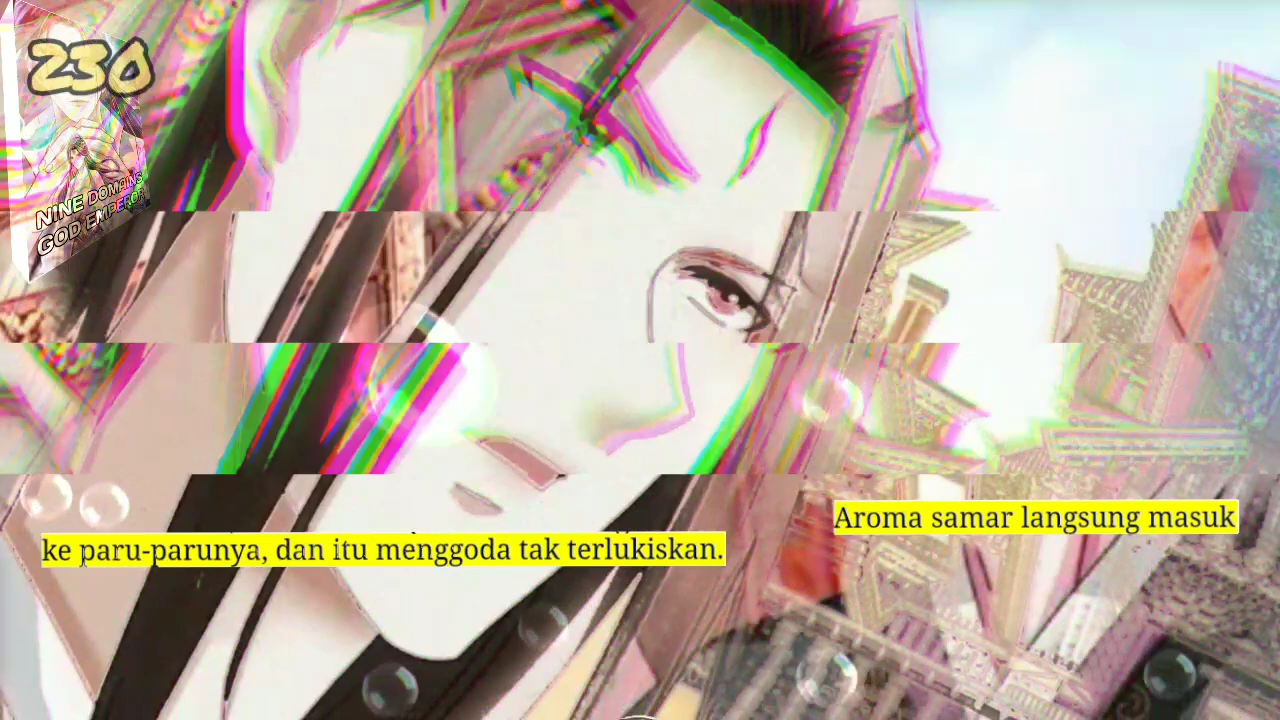 230
NINE DOMAINS
GOD EMPEROR
Aroma samar langsung masuk
ke paru-parunya, dan itu menggoda tak terlukiskan.